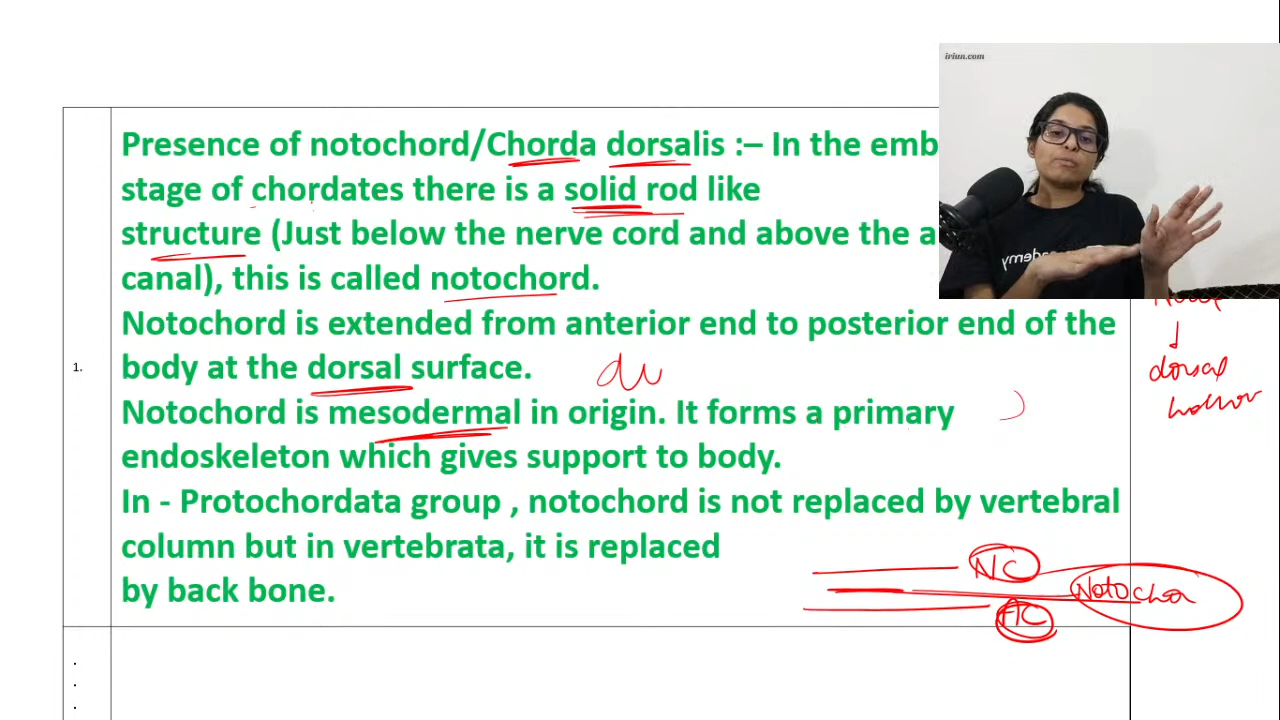 iriun.com
Presence of notochord/Chorda dorsalis :– In the emb
stage of chordates there is a solid rod like
structure (Just below the nerve cord and above the a
canal), this is called notochord.
Notochord is extended from anterior end to posterior end of the
1. body at the dorsal surface.
dorsal
Notochord is mesodermal in origin. It forms a primary
endoskeleton which gives support to body.
In - Protochordata group , notochord is not replaced by vertebral
column but in vertebrata, it is replaced
NC
by back bone.
Notochor
AC